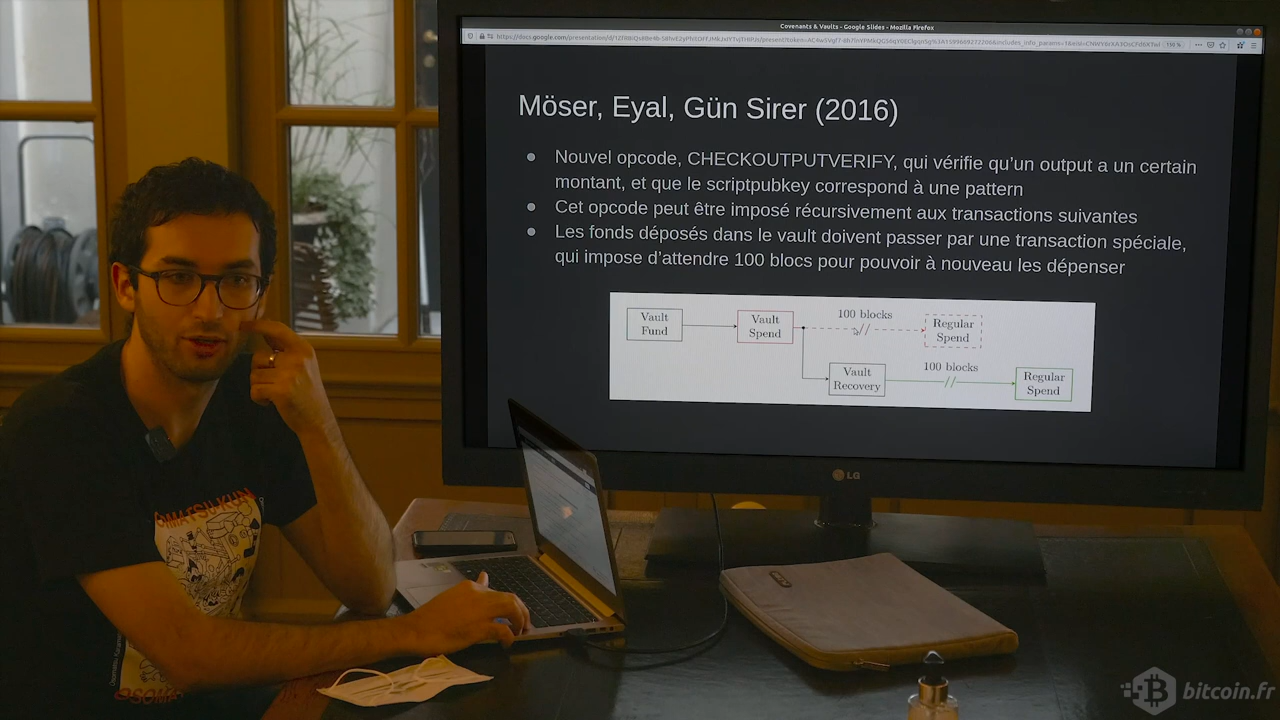 Covenants & Vaults - Google Slides - Mozilla Firefox
150 %
Möser, Eyal, Gün Sirer (2016)
Nouvel opcode, CHECKOUTPUTVERIFY, qui vérifie qu'un output a un certain
montant, et que le scriptpubkey correspond à une pattern
Cet opcode peut être imposé récursivement aux transactions suivantes
Les fonds déposés dans le vault doivent passer par une transaction spéciale,
qui impose d'attendre 100 blocs pour pouvoir à nouveau les dépenser
Vault
Fund
Vault
Spend
100 blocks
Regular
Spend
Vault
Recovery
100 blocks
Regular
Spend
LG
bitcoin.fr